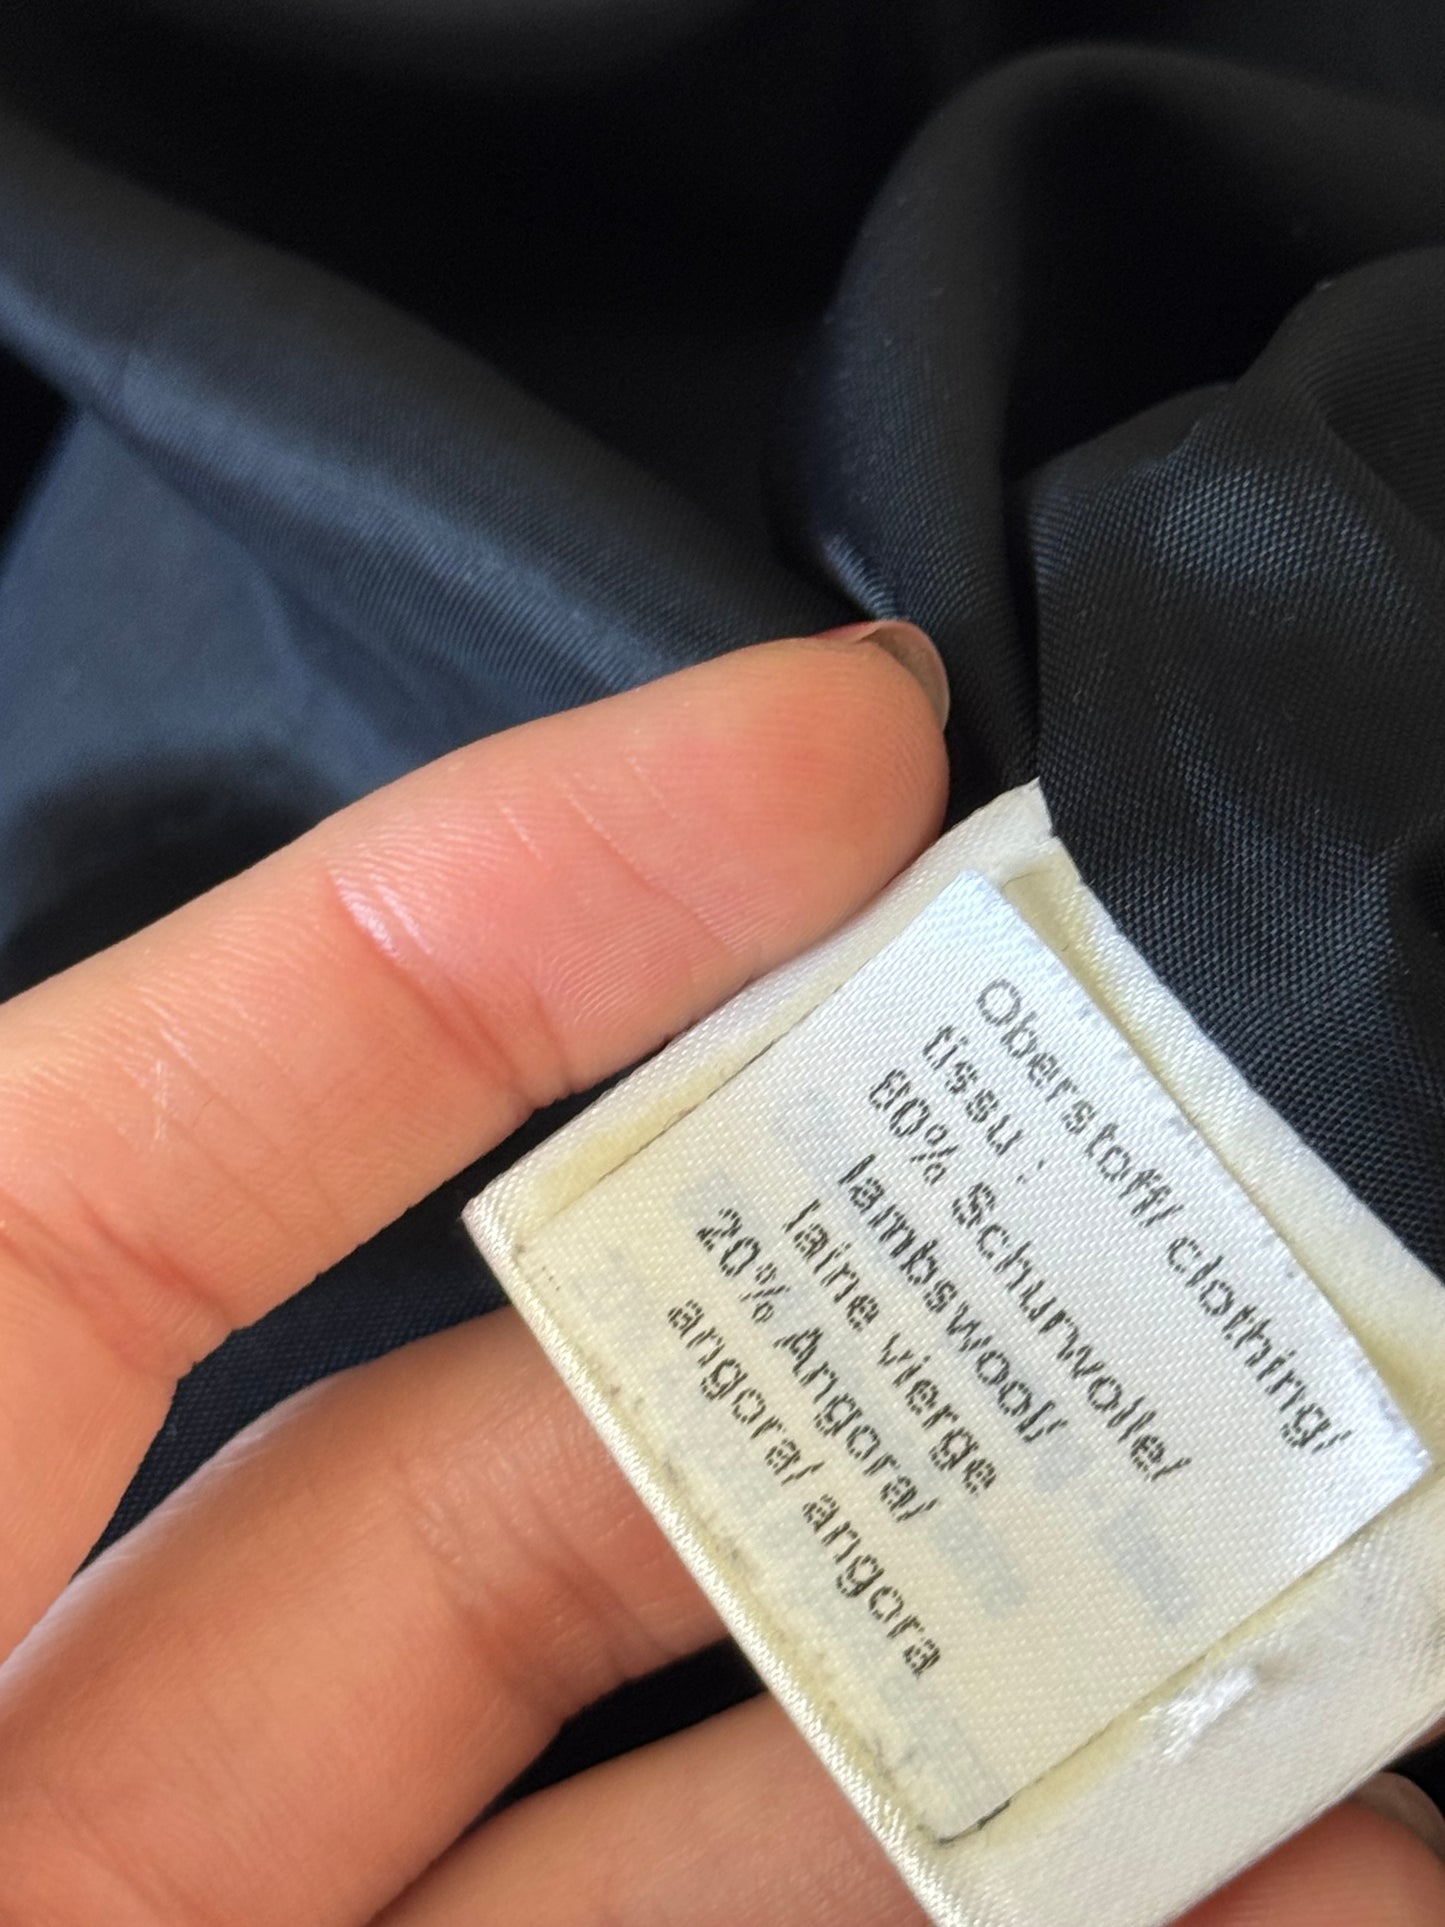 Oberstoff/ clothing/
tissu :
80% Schurwolle/
lambswool/
laine vierge
20% Angora/
angora/ angora